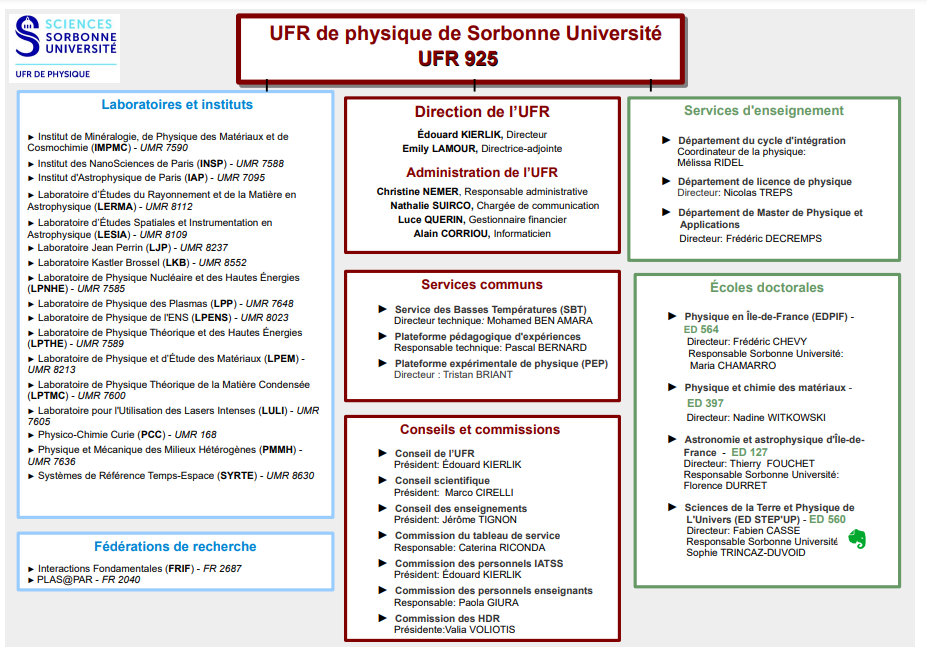 SCIENCES
SORBONNE
UNIVERSITÉ
UFR DE PHYSIQUE
UFR de physique de Sorbonne Université
UFR 925
Laboratoires et instituts
► Institut de Minéralogie, de Physique des Matériaux et de
Cosmochimie (IMPMC) - UMR 7590
► Institut des NanoSciences de Paris (INSP) - UMR 7588
► Institut d'Astrophysique de Paris (IAP) - UMR 7095
► Laboratoire d'Études du Rayonnement et de la Matière en
Astrophysique (LERMA) - UMR 8112
► Laboratoire d'Études Spatiales et Instrumentation en
Astrophysique (LESIA) - UMR 8109
► Laboratoire Jean Perrin (LJP) - UMR 8237
► Laboratoire Kastler Brossel (LKB) - UMR 8552
► Laboratoire de Physique Nucléaire et des Hautes Énergies
(LPNHE) - UMR 7585
► Laboratoire de Physique des Plasmas (LPP) - UMR 7648
► Laboratoire de Physique de l'ENS (LPENS) - UMR 8023
► Laboratoire de Physique Théorique et des Hautes Énergies
(LPTHE) - UMR 7589
► Laboratoire de Physique et d'Étude des Matériaux (LPEM) -
UMR 8213
► Laboratoire de Physique Théorique de la Matière Condensée
(LPTMC) - UMR 7600
► Laboratoire pour l'Utilisation des Lasers Intenses (LULI) - UMR
7605
► Physico-Chimie Curie (PCC) - UMR 168
► Physique et Mécanique des Milieux Hétérogènes (PMMH) -
UMR 7636
► Systèmes de Référence Temps-Espace (SYRTE) - UMR 8630
Fédérations de recherche
► Interactions Fondamentales (FRIF) - FR 2687
► PLAS@PAR - FR 2040
Direction de l'UFR
Édouard KIERLIK, Directeur
Emily LAMOUR, Directrice-adjointe
Administration de l'UFR
Christine NEMER, Responsable administrative
Nathalie SUIRCO, Chargée de communication
Luce QUERIN, Gestionnaire financier
Alain CORRIOU, Informaticien
Services communs
► Service des Basses Températures (SBT)
Directeur technique: Mohamed BEN AMARA
► Plateforme pédagogique d'expériences
Responsable technique: Pascal BERNARD
► Plateforme expérimentale de physique (PEP)
Directeur : Tristan BRIANT
Conseils et commissions
► Conseil de l'UFR
Président: Édouard KIERLIK
► Conseil scientifique
Président: Marco CIRELLI
► Conseil des enseignements
Président: Jérôme TIGNON
► Commission du tableau de service
Responsable: Caterina RICONDA
► Commission des personnels IATSS
Président: Édouard KIERLIK
► Commission des personnels enseignants
Responsable: Paola GIURA
► Commission des HDR
Présidente:Valia VOLIOTIS
Services d'enseignement
► Département du cycle d'intégration
Coordinateur de la physique:
Mélissa RIDEL
► Département de licence de physique
Directeur: Nicolas TREPS
► Département de Master de Physique et
Applications
Directeur: Frédéric DECREMPS
Écoles doctorales
► Physique en Île-de-France (EDPIF) -
ED 564
Directeur: Frédéric CHEVY
Responsable Sorbonne Université:
Maria CHAMARRO
► Physique et chimie des matériaux -
ED 397
Directeur: Nadine WITKOWSKI
► Astronomie et astrophysique d'Île-de-
France - ED 127
Directeur: Thierry FOUCHET
Responsable Sorbonne Université:
Florence DURRET
► Sciences de la Terre et Physique de
L'Univers (ED STEP'UP) - ED 560
Directeur: Fabien CASSE
Responsable Sorbonne Université
Sophie TRINCAZ-DUVOID